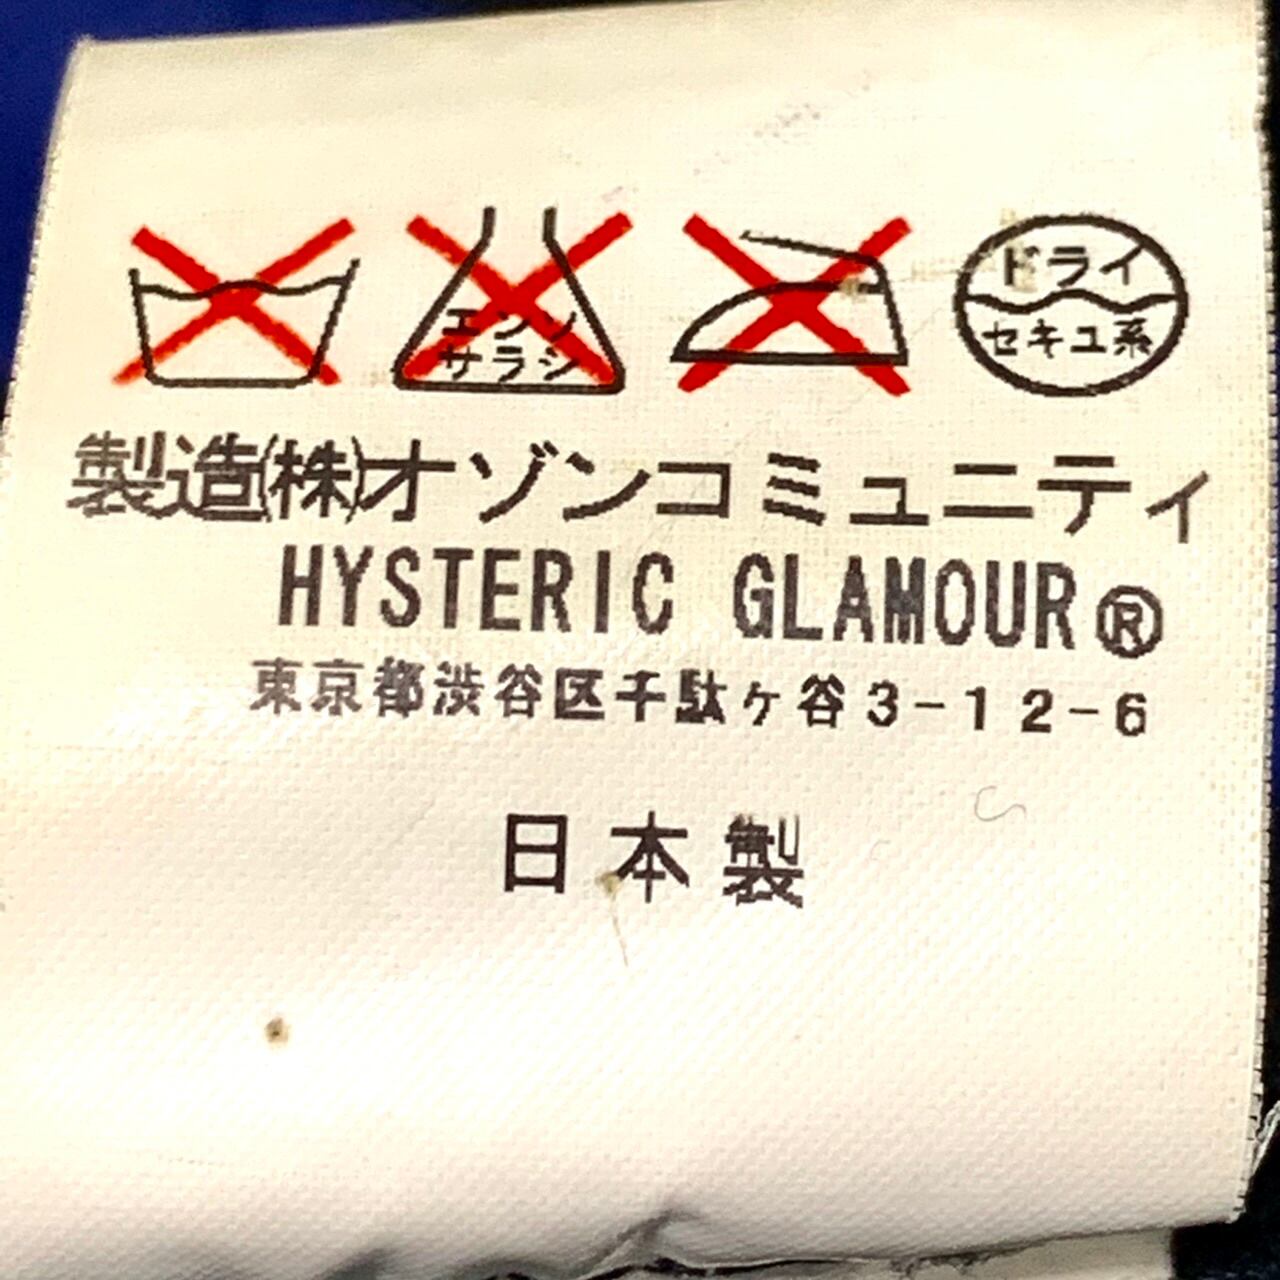 エンソ
サラシ
ドライ
セキユ系
製造(株)オゾンコミュニティ
HYSTERIC GLAMOUR®
東京都渋谷区千駄ヶ谷3-12-6
日本製